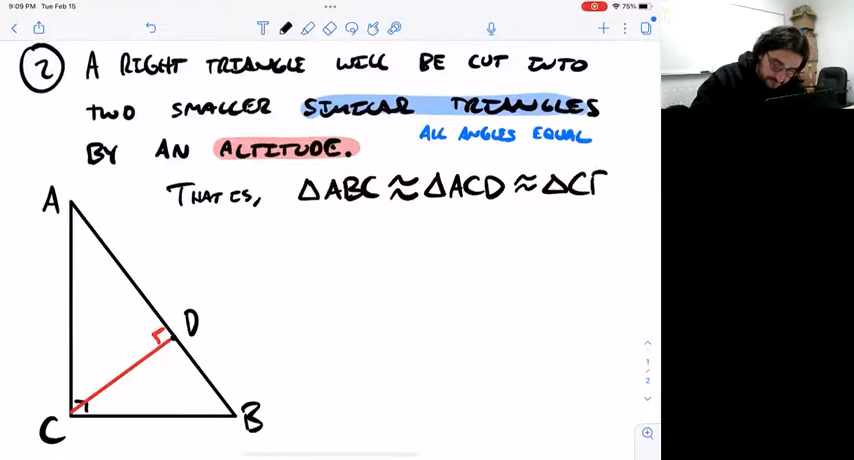 9:09 PM Tue Feb 15
75%
2 A RIGHT TRIANGLE WILL BE CUT INTO
TWO SMALLER SIMILAR TRIANGLES
BY AN ALTITUDE.
ALL ANGLES EQUAL
THAT IS, △ABC ≈ △ACD ≈ △C
A
D
C
B
1
/
2